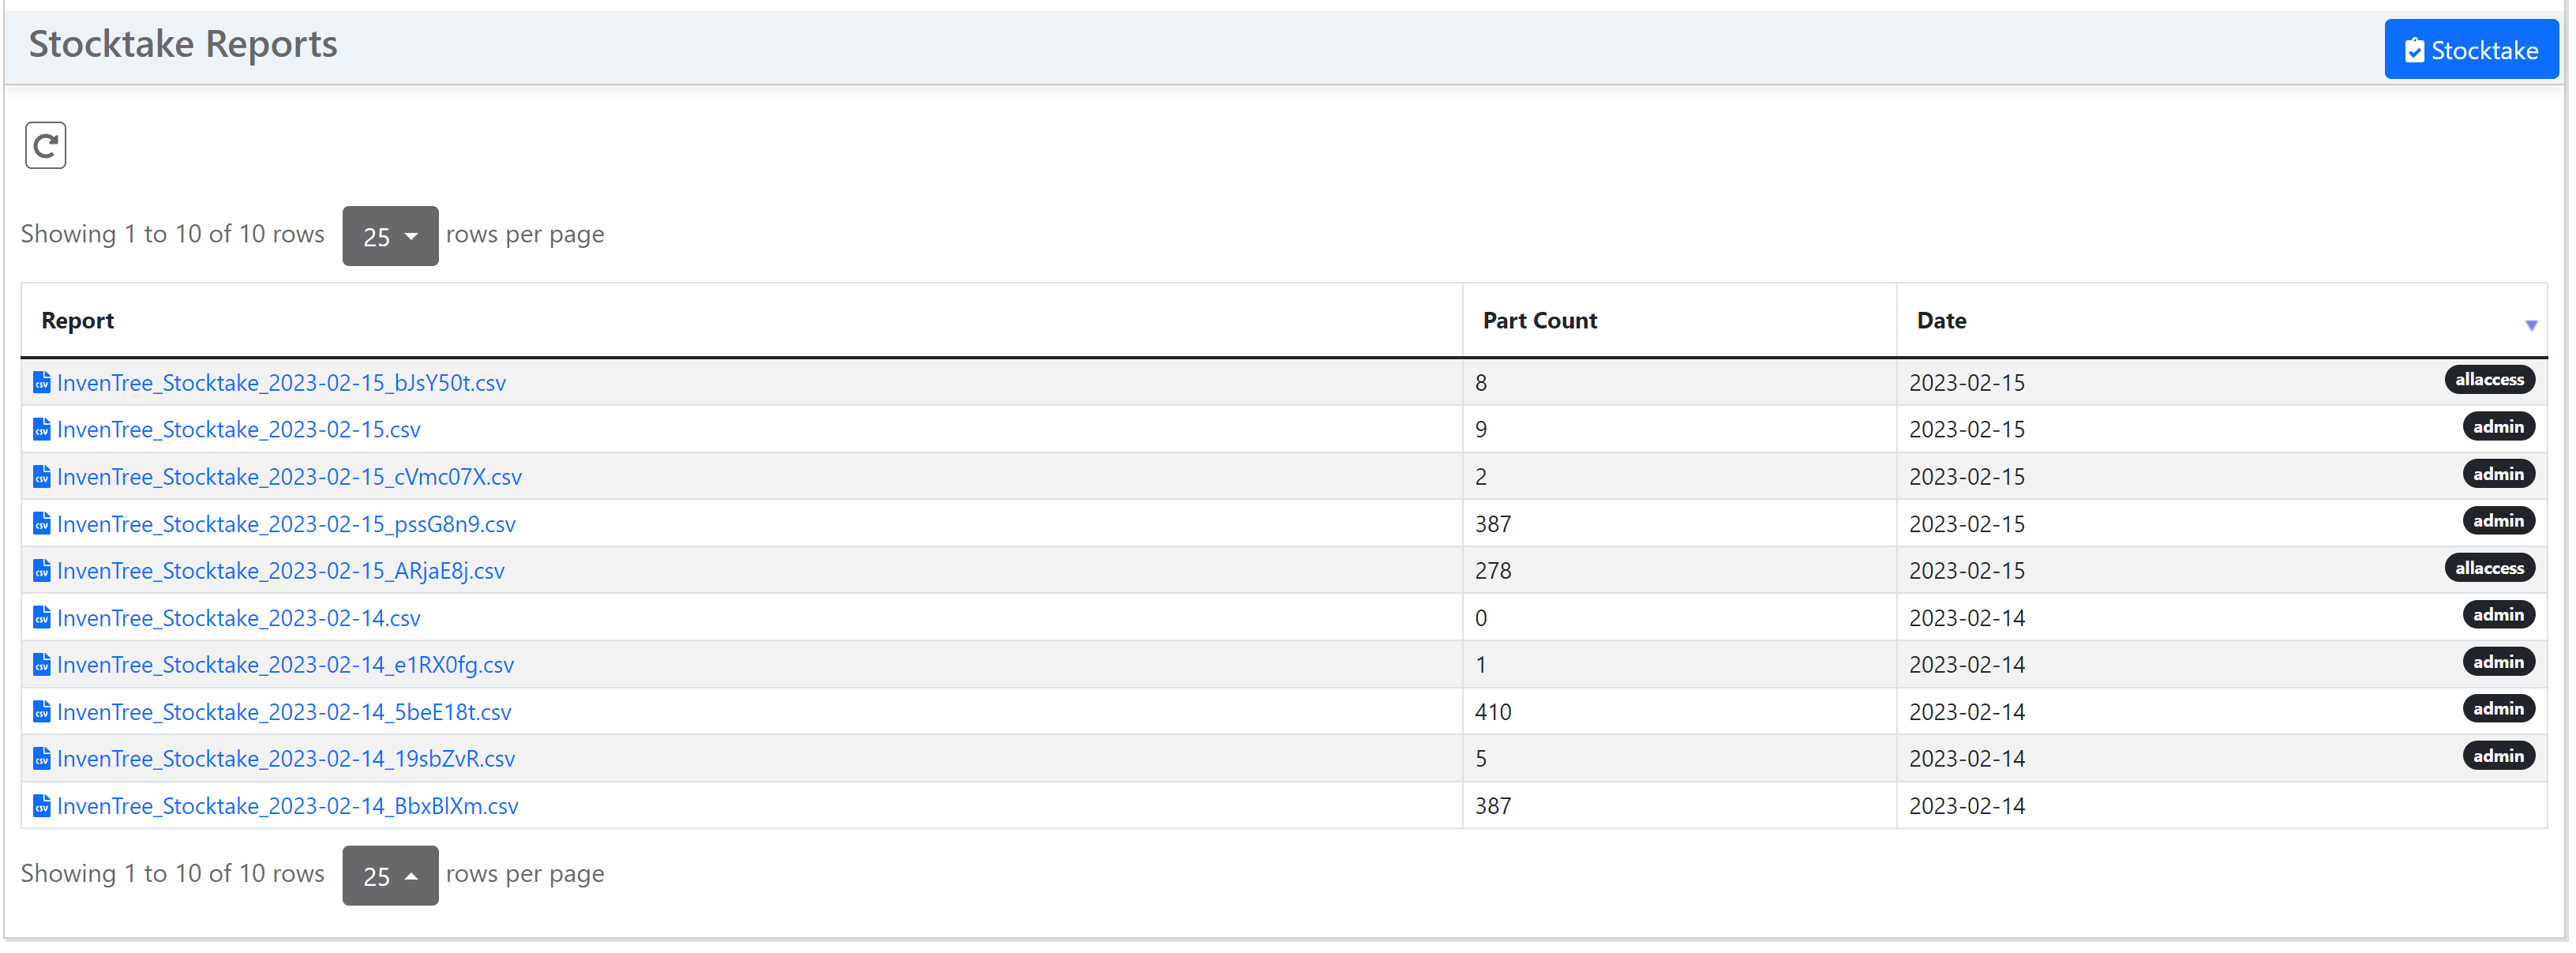 Stocktake Reports
Stocktake
Showing 1 to 10 of 10 rows 25 rows per page
Report Part Count Date
InvenTree_Stocktake_2023-02-15_bJsY50t.csv 8 2023-02-15 allaccess
InvenTree_Stocktake_2023-02-15.csv 9 2023-02-15 admin
InvenTree_Stocktake_2023-02-15_cVmc07X.csv 2 2023-02-15 admin
InvenTree_Stocktake_2023-02-15_pssG8n9.csv 387 2023-02-15 admin
InvenTree_Stocktake_2023-02-15_ARjaE8j.csv 278 2023-02-15 allaccess
InvenTree_Stocktake_2023-02-14.csv 0 2023-02-14 admin
InvenTree_Stocktake_2023-02-14_e1RX0fg.csv 1 2023-02-14 admin
InvenTree_Stocktake_2023-02-14_5beE18t.csv 410 2023-02-14 admin
InvenTree_Stocktake_2023-02-14_19sbZvR.csv 5 2023-02-14 admin
InvenTree_Stocktake_2023-02-14_BbxBlXm.csv 387 2023-02-14
Showing 1 to 10 of 10 rows 25 rows per page